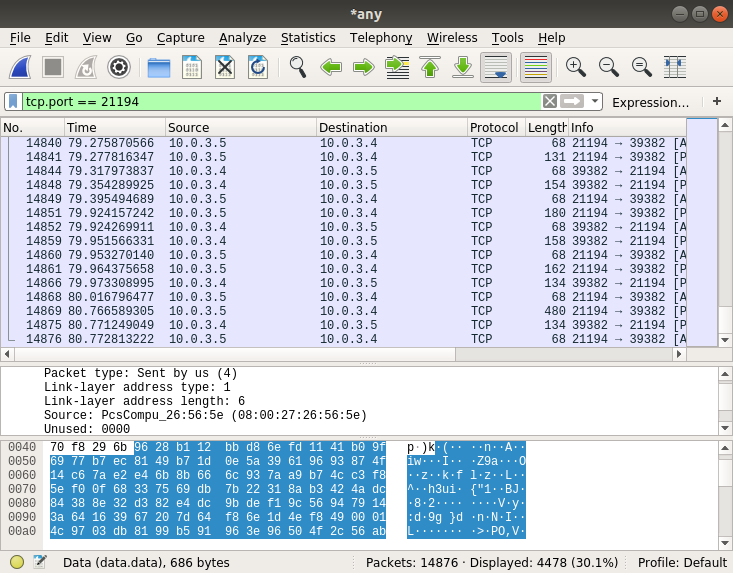 *any
File Edit View Go Capture Analyze Statistics Telephony Wireless Tools Help
tcp.port == 21194 Expression… +
No. Time Source Destination Protocol Length Info
14840 79.275870566 10.0.3.5 10.0.3.4 TCP 68 21194 → 39382 [A
14841 79.277816347 10.0.3.5 10.0.3.4 TCP 131 21194 → 39382 [P
14844 79.317973837 10.0.3.4 10.0.3.5 TCP 68 39382 → 21194 [A
14848 79.354289925 10.0.3.4 10.0.3.5 TCP 154 39382 → 21194 [P
14849 79.395494689 10.0.3.5 10.0.3.4 TCP 68 21194 → 39382 [A
14851 79.924157242 10.0.3.5 10.0.3.4 TCP 180 21194 → 39382 [P
14852 79.924269911 10.0.3.4 10.0.3.5 TCP 68 39382 → 21194 [A
14859 79.951566331 10.0.3.4 10.0.3.5 TCP 158 39382 → 21194 [P
14860 79.953270140 10.0.3.5 10.0.3.4 TCP 68 21194 → 39382 [A
14861 79.964375658 10.0.3.5 10.0.3.4 TCP 162 21194 → 39382 [P
14866 79.973308995 10.0.3.4 10.0.3.5 TCP 134 39382 → 21194 [P
14868 80.016796477 10.0.3.5 10.0.3.4 TCP 68 21194 → 39382 [A
14869 80.766589305 10.0.3.5 10.0.3.4 TCP 480 21194 → 39382 [P
14875 80.771249049 10.0.3.4 10.0.3.5 TCP 134 39382 → 21194 [P
14876 80.772813222 10.0.3.5 10.0.3.4 TCP 68 21194 → 39382 [A
Packet type: Sent by us (4)
Link-layer address type: 1
Link-layer address length: 6
Source: PcsCompu_26:56:5e (08:00:27:26:56:5e)
Unused: 0000
0040 70 f8 29 6b 96 28 b1 12 bb d8 6e fd 11 41 b0 9f p·)k·(·· ··n··A··
0050 69 77 b7 ec 81 49 b7 1d 0e 5a 39 61 96 93 87 4f iw···I·· ·Z9a···O
0060 14 c6 7a e2 e4 6b 8b 66 6c 93 7a a9 b7 4c c3 f8 ··z··k·f l·z··L··
0070 5e f0 0f 68 33 75 69 db 7b 22 31 8a b3 42 4a dc ^··h3ui· {"1··BJ·
0080 84 38 8e 32 d3 82 e4 dc 9b de f1 9c 56 94 79 14 ·8·2···· ····V·y·
0090 3a 64 16 39 67 20 7d 64 f8 6e 1d 4e f8 49 00 01 :d·9g }d ·n·N·I··
00a0 4c 97 03 db 81 99 b5 91 96 3e 96 50 4f 2c 56 ab L······· ·>·PO,V·
Data (data.data), 686 bytes Packets: 14876 · Displayed: 4478 (30.1%) Profile: Default